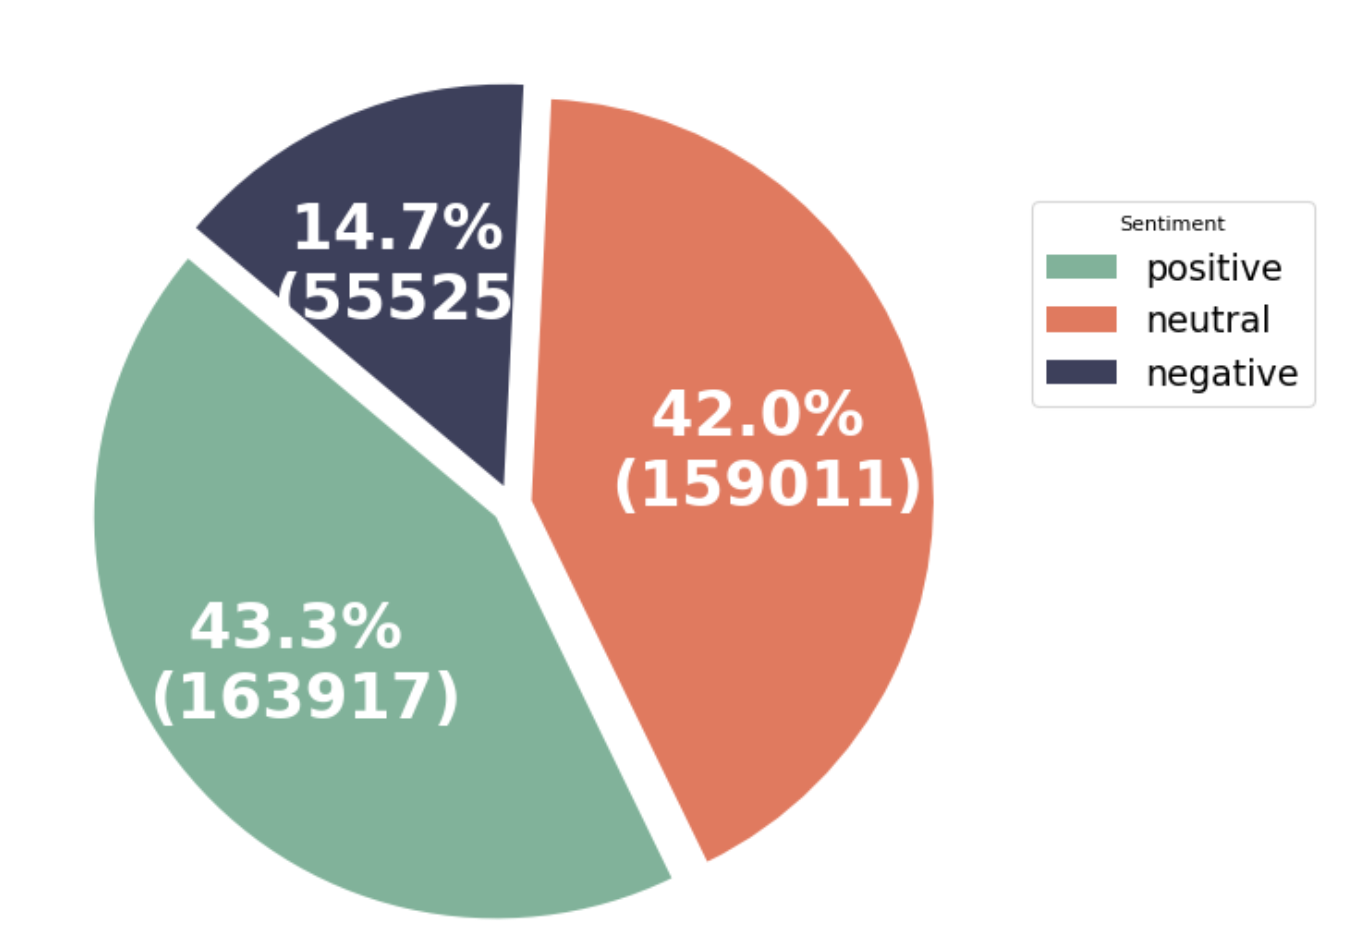 14.7%
(55525
42.0%
(159011)
43.3%
(163917)
Sentiment
positive
neutral
negative